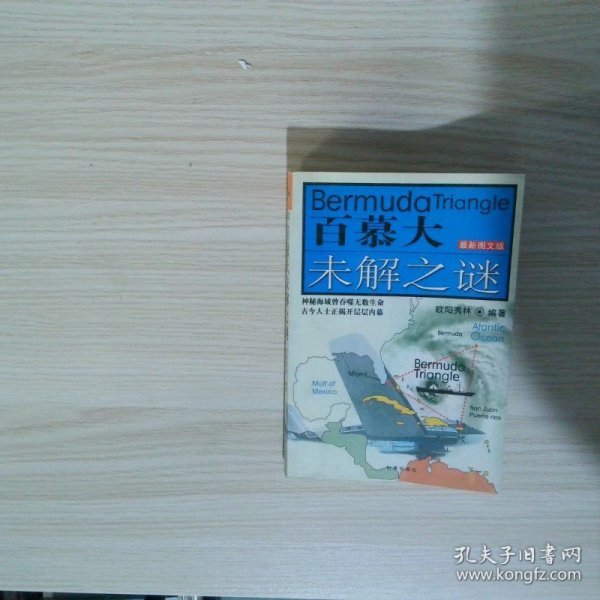 Bermuda Triangle
百慕大
最新图文版
未解之谜
神秘海域曾吞噬无数生命
古今人士正揭开层层内幕
欧阳秀林 编著
Bermuda
Atlantic
Ocean
Bermuda
Triangle
Miami
Gulf of
Mexico
San Juan
Puerto rico
孔夫子旧书网
www.kongfz.com